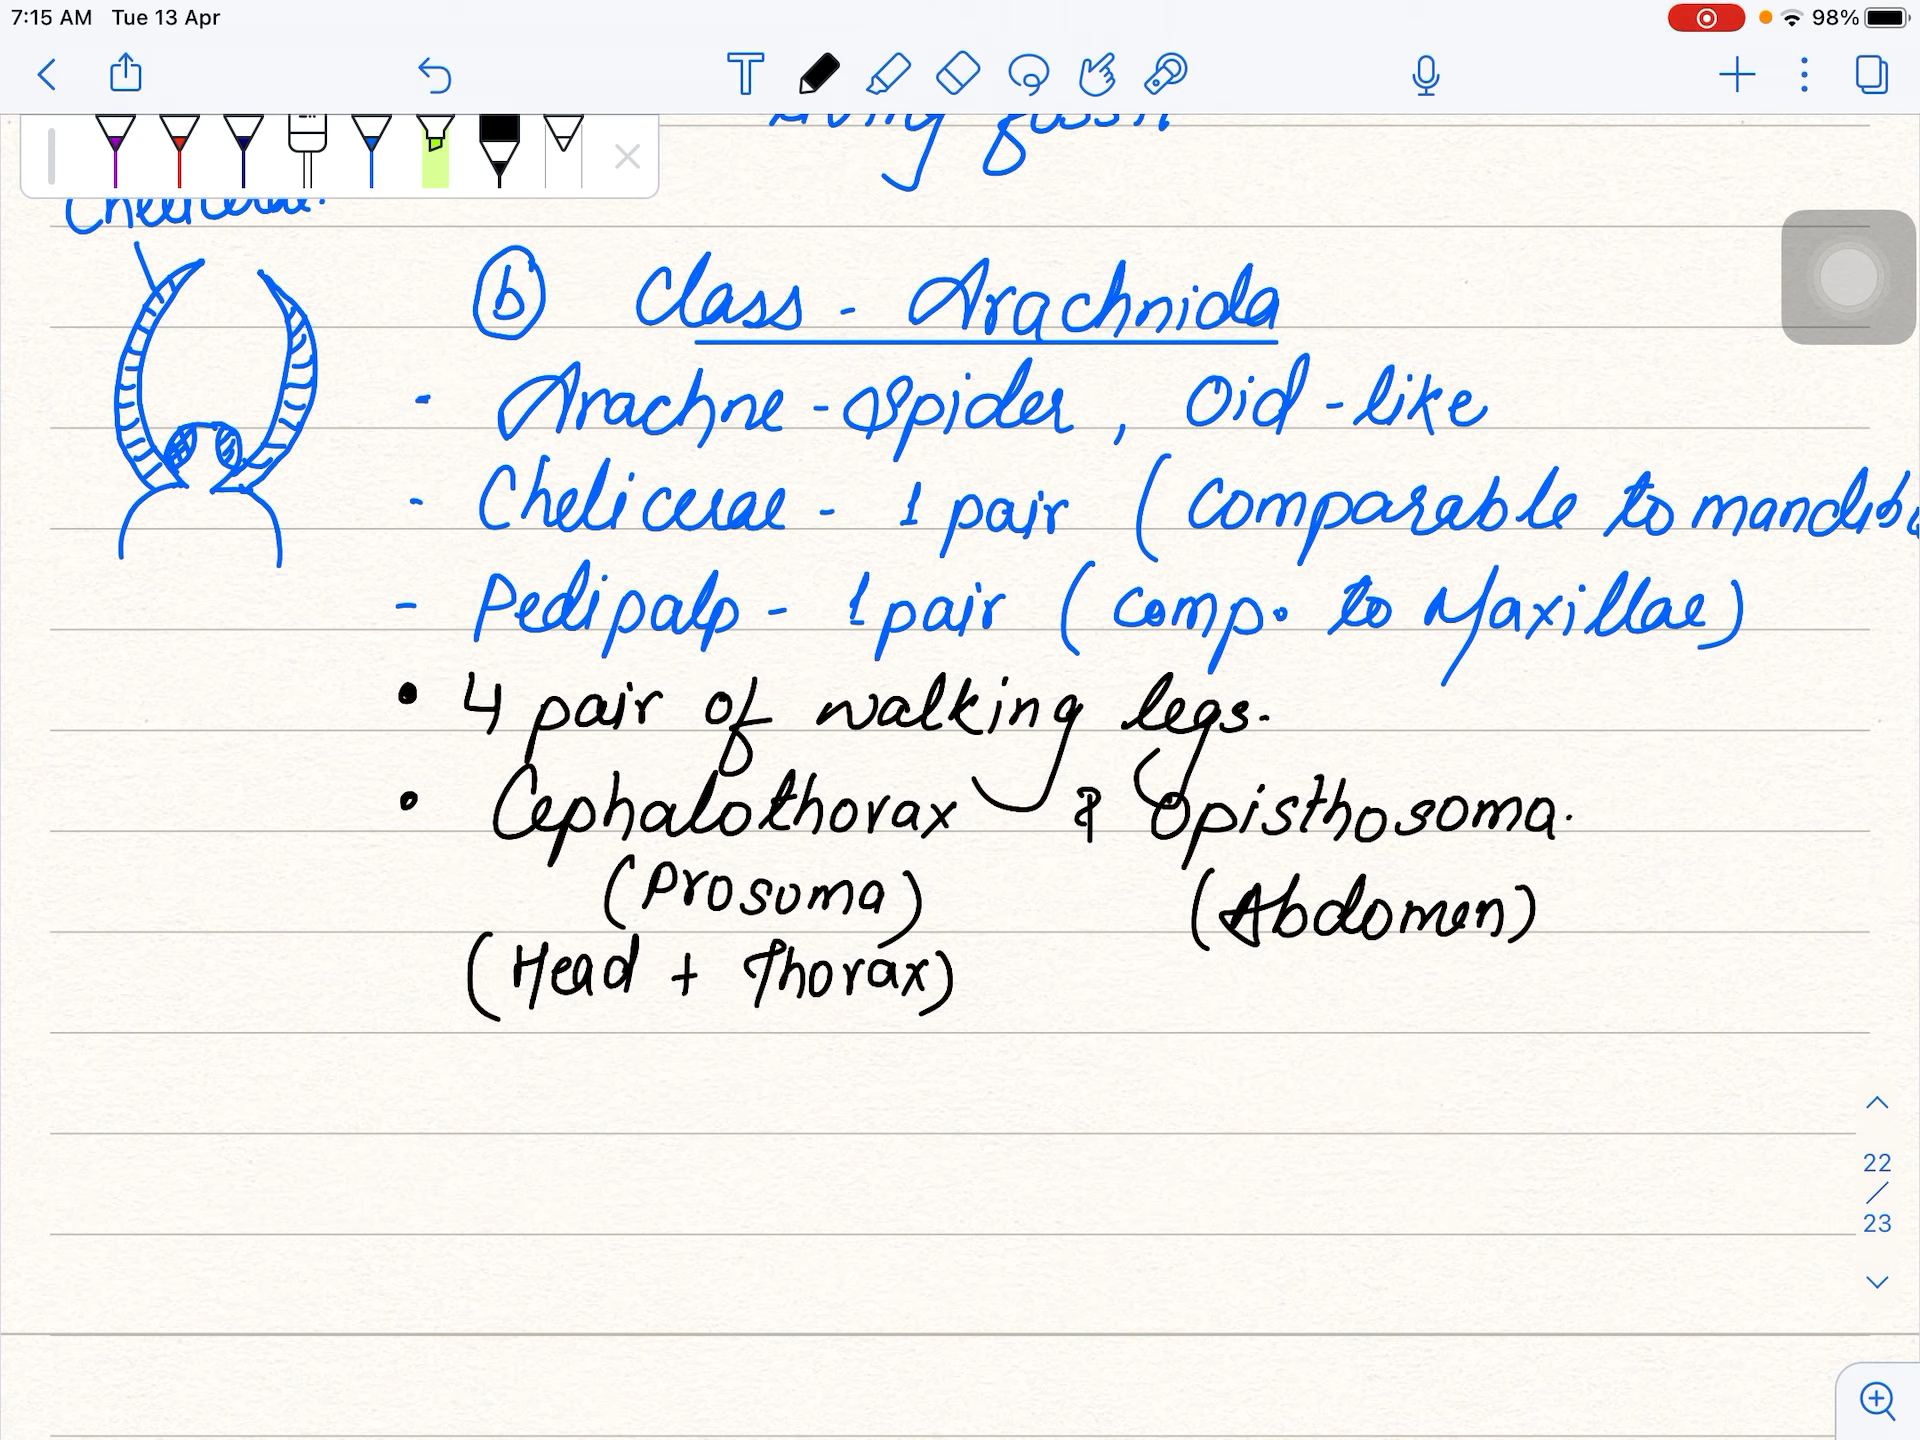 7:15 AM Tue 13 Apr 98%
living fossil
Chelicerae.
b Class - Arachnida
- Arachne - Spider, Oid - like
- Chelicerae - 1 pair (Comparable to mandib
- Pedipalp - 1 pair (Comp. to Maxillae)
• 4 pair of walking legs.
• Cephalothorax & Opisthosoma.
(Prosoma) (Abdomen)
(Head + Thorax)
22
/
23